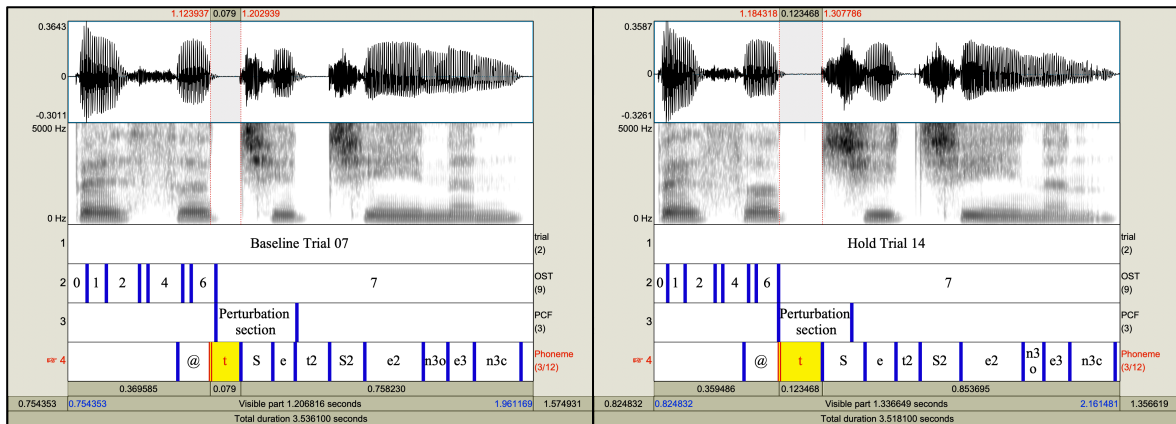 1.123937 0.079 1.202939
0.3643
0
-0.3011
5000 Hz
0 Hz
1 Baseline Trial 07 trial (2)
2 0 1 2 4 6 7 OST (9)
3 Perturbation section PCF (3)
☞ 4 @ t S e t2 S2 e2 n3o e3 n3c Phoneme (3/12)
0.369585 0.079 0.758230
0.754353 0.754353 Visible part 1.206816 seconds 1.961169 1.574931
Total duration 3.536100 seconds
1.184318 0.123468 1.307786
0.3587
0
-0.3261
5000 Hz
0 Hz
1 Hold Trial 14 trial (2)
2 0 1 2 4 6 7 OST (9)
3 Perturbation section PCF (3)
☞ 4 @ t S e t2 S2 e2 n3o e3 n3c Phoneme (3/12)
0.359486 0.123468 0.853695
0.824832 0.824832 Visible part 1.336649 seconds 2.161481 1.356619
Total duration 3.518100 seconds